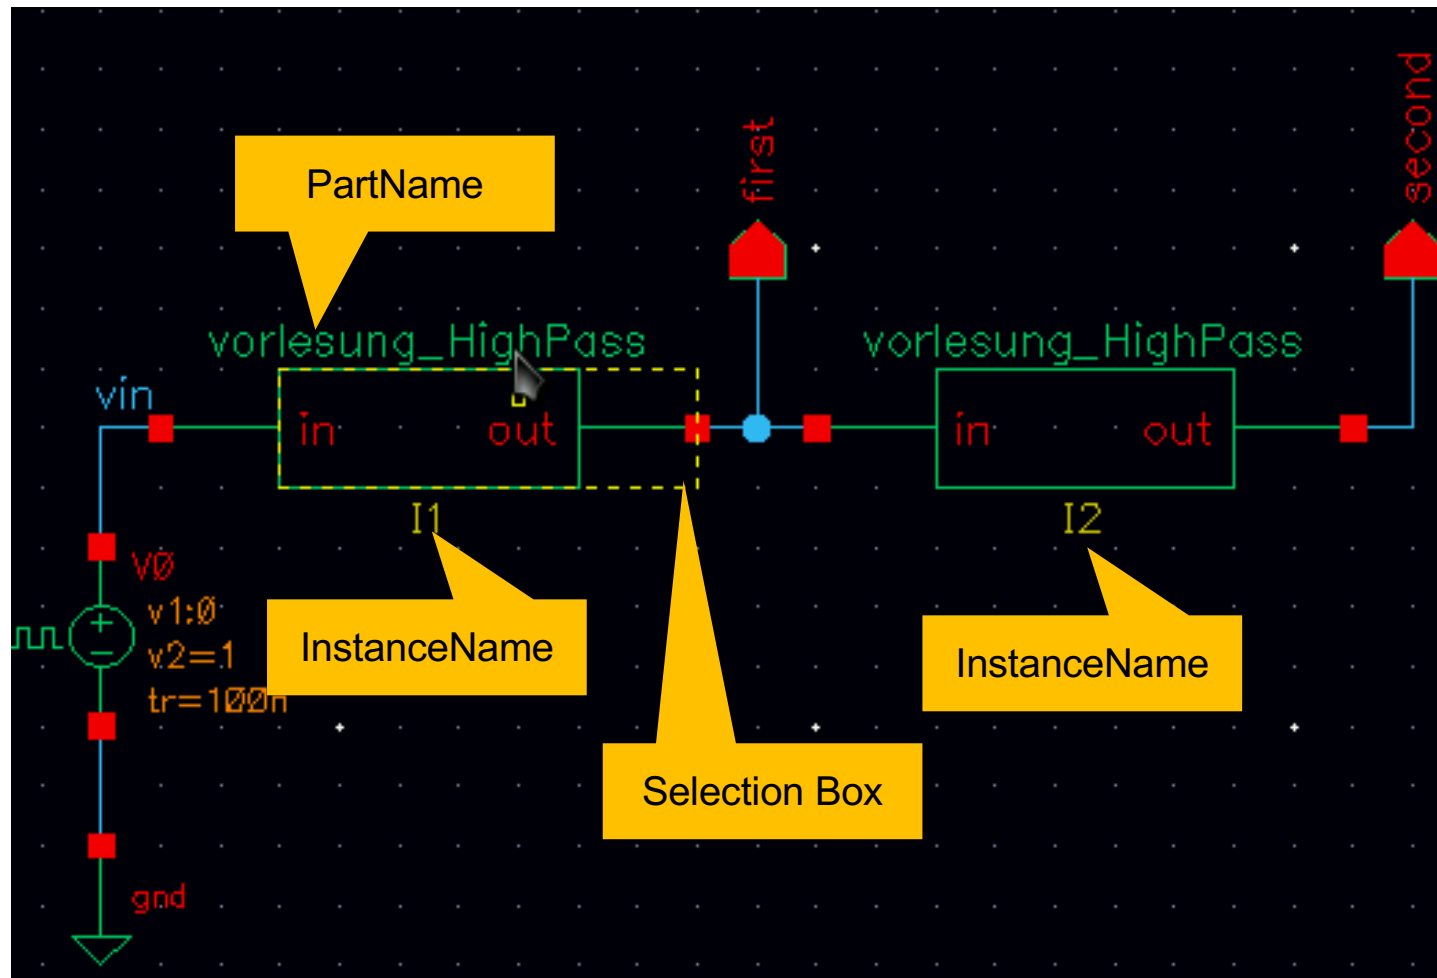 second
first
PartName
vorlesung_HighPass
vorlesung_HighPass
vin
in
out
in
out
I1
I2
V0
v1:0
v2=1
tr=100n
InstanceName
InstanceName
Selection Box
gnd